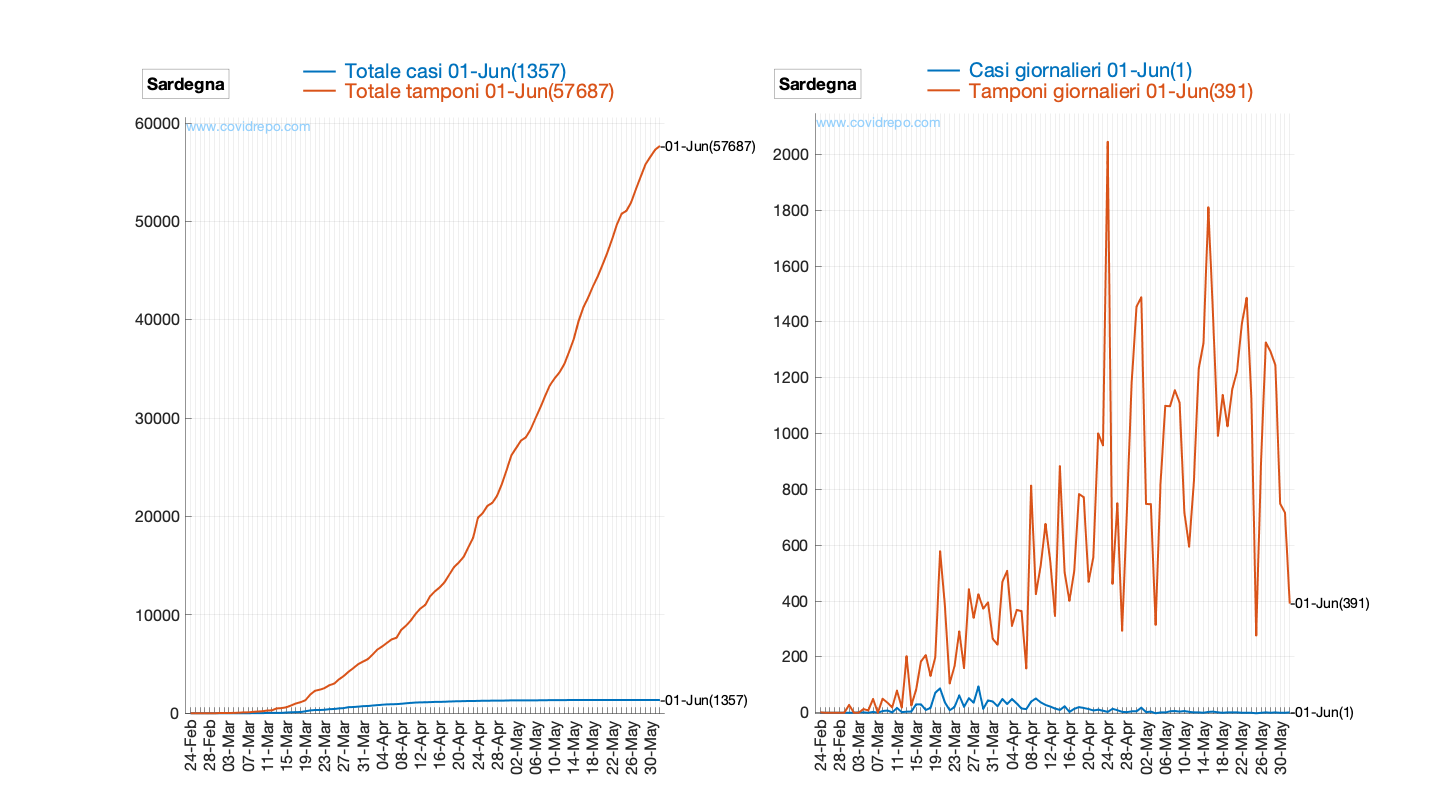 Sardegna
Totale casi 01-Jun(1357)
Totale tamponi 01-Jun(57687)
www.covidrepo.com
60000
50000
40000
30000
20000
10000
0
01-Jun(57687)
01-Jun(1357)
24-Feb
28-Feb
03-Mar
07-Mar
11-Mar
15-Mar
19-Mar
23-Mar
27-Mar
31-Mar
04-Apr
08-Apr
12-Apr
16-Apr
20-Apr
24-Apr
28-Apr
02-May
06-May
10-May
14-May
18-May
22-May
26-May
30-May
Sardegna
Casi giornalieri 01-Jun(1)
Tamponi giornalieri 01-Jun(391)
www.covidrepo.com
2000
1800
1600
1400
1200
1000
800
600
400
200
0
01-Jun(391)
01-Jun(1)
24-Feb
28-Feb
03-Mar
07-Mar
11-Mar
15-Mar
19-Mar
23-Mar
27-Mar
31-Mar
04-Apr
08-Apr
12-Apr
16-Apr
20-Apr
24-Apr
28-Apr
02-May
06-May
10-May
14-May
18-May
22-May
26-May
30-May